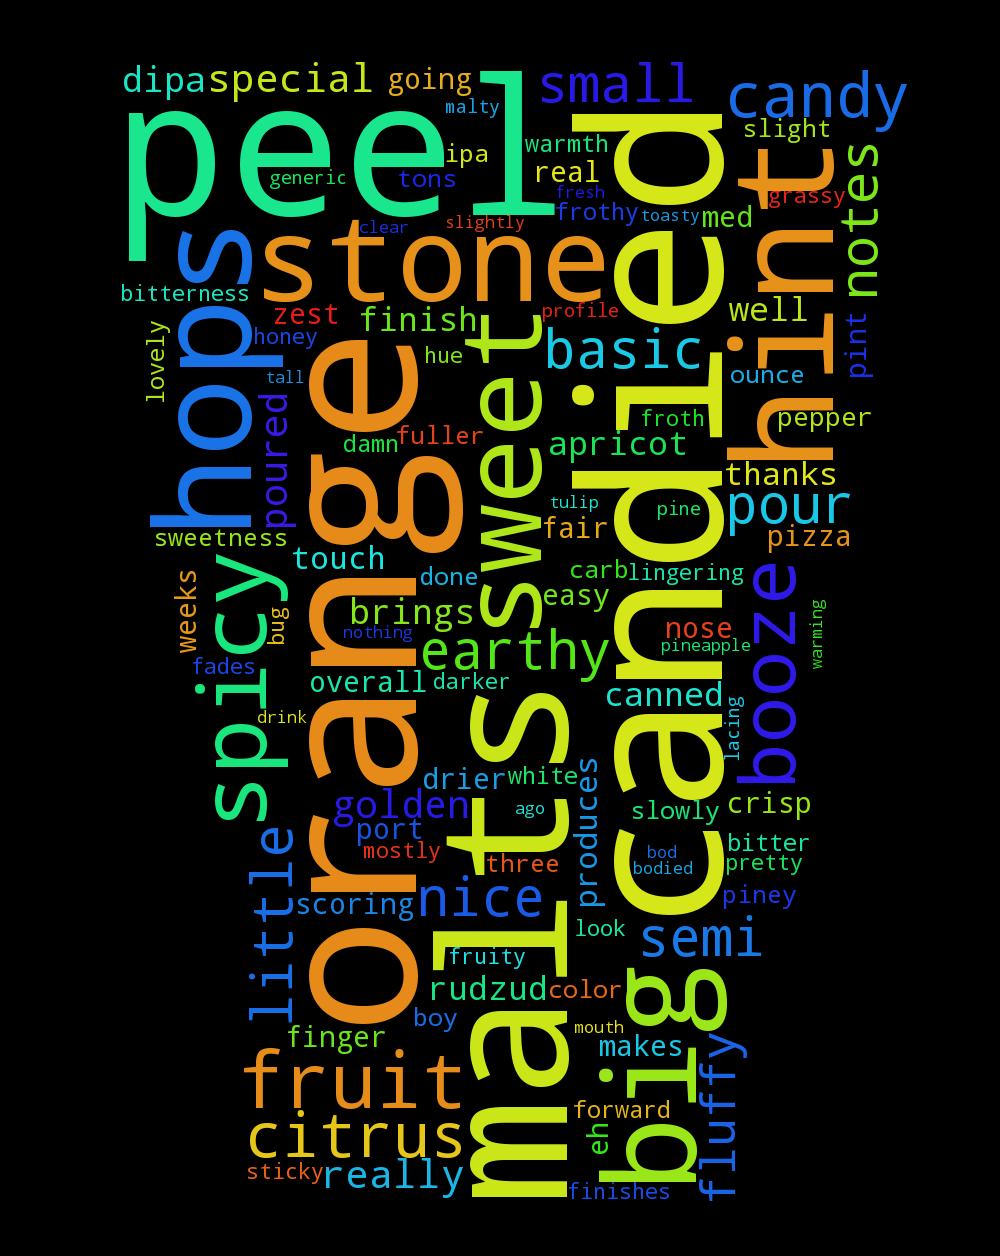 dipa
special
going
small
candy
malty
peel
slight
warmth
ipa
real
generic
tons
fresh
grassy
frothy
toasty
med
notes
clear
slightly
candied
hint
hops
stone
bitterness
zest
finish
profile
well
lovely
honey
hue
sweet
basic
pint
tall
ounce
poured
damn
fuller
froth
pepper
apricot
orange
thanks
tulip
pine
pour
sweetness
fair
pizza
touch
done
carb
lingering
booze
weeks
spicy
bug
brings
easy
nothing
earthy
nose
pineapple
warming
fades
overall
darker
canned
drink
malts
lacing
drier
white
produces
golden
ago
slowly
crisp
port
mostly
three
bod
bodied
bitter
pretty
little
scoring
nice
piney
look
semi
fruity
rudzud
color
big
boy
mouth
finger
makes
fluffy
fruit
forward
citrus
eh
sticky
really
finishes